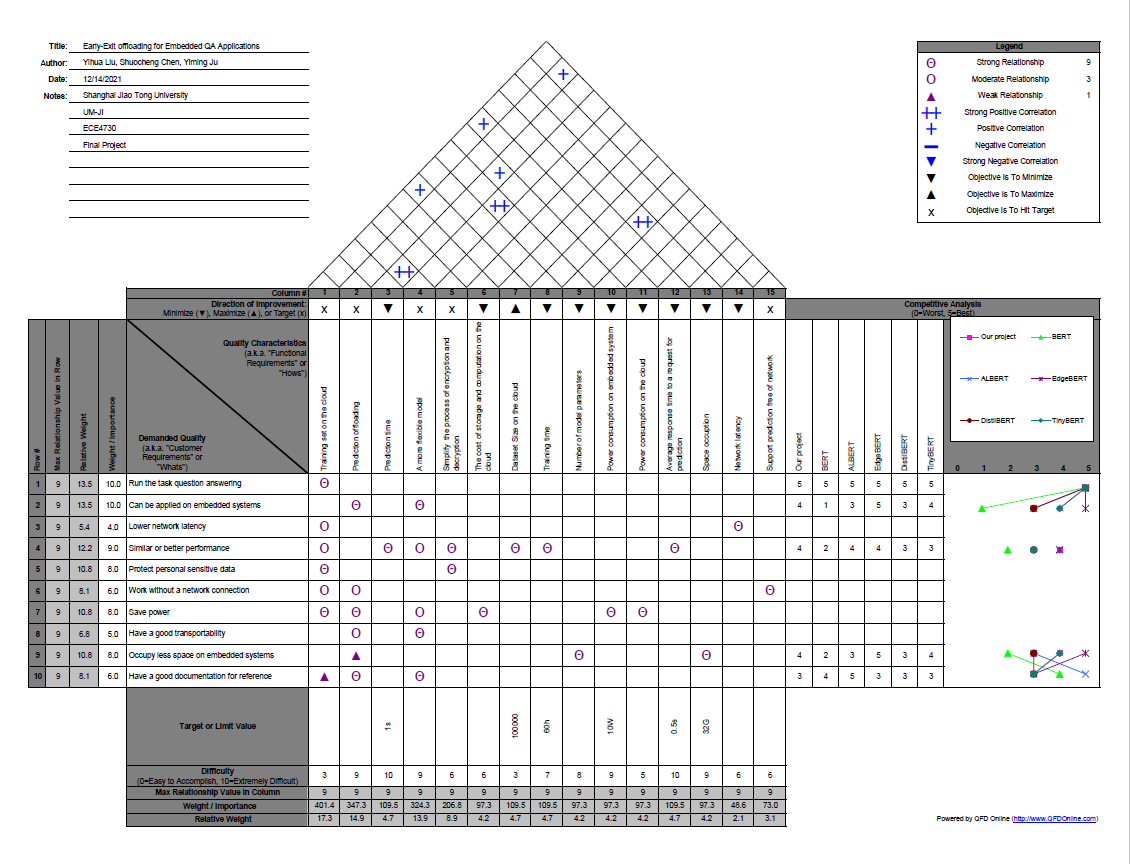 Title: Early-Exit offloading for Embedded QA Applications
Author: Yihua Liu, Shuocheng Chen, Yiming Ju
Date: 12/14/2021
Notes: Shanghai Jiao Tong University
UM-JI
ECE4730
Final Project
Legend
Θ Strong Relationship 9
Ο Moderate Relationship 3
▲ Weak Relationship 1
++ Strong Positive Correlation
+ Positive Correlation
▬ Negative Correlation
▼ Strong Negative Correlation
▼ Objective Is To Minimize
▲ Objective Is To Maximize
x Objective Is To Hit Target
+
+
+
+
++
++
++
Column # 1 2 3 4 5 6 7 8 9 10 11 12 13 14 15
Direction of Improvement:
Minimize (▼), Maximize (▲), or Target (x)
x x ▼ x x ▼ ▲ ▼ ▼ ▼ ▼ ▼ ▼ ▼ x
Competitive Analysis
(0=Worst, 5=Best)
Row #
Max Relationship Value in Row
Relative Weight
Weight / Importance
Quality Characteristics
(a.k.a. "Functional
Requirements" or
"Hows")
Demanded Quality
(a.k.a. "Customer
Requirements" or
"Whats")
Training set on the cloud
Prediction offloading
Prediction time
A more flexible model
Simplify the process of encryption and
decryption
The cost of storage and computation on the
cloud
Dataset Size on the cloud
Training time
Number of model parameters
Power consumption on embedded system
Power consumption on the cloud
Average response time to a request for
prediction
Space occuption
Network latency
Support prediction free of network
Our project
BERT
ALBERT
EdgeBERT
DistilBERT
TinyBERT
Our project BERT
ALBERT EdgeBERT
DistilBERT TinyBERT
0 1 2 3 4 5
1 9 13.5 10.0 Run the task question answering Θ 5 5 5 5 5 5
2 9 13.5 10.0 Can be applied on embedded systems Θ Θ 4 1 3 5 3 4
3 9 5.4 4.0 Lower network latency Ο Θ
4 9 12.2 9.0 Similar or better performance Ο Θ Ο Θ Θ Θ Θ 4 2 4 4 3 3
5 9 10.8 8.0 Protect personal sensitive data Θ Θ
6 9 8.1 6.0 Work without a network connection Ο Ο Θ
7 9 10.8 8.0 Save power Θ Θ Ο Θ Θ Θ
8 9 6.8 5.0 Have a good transportability Ο Θ
9 9 10.8 8.0 Occupy less space on embedded systems ▲ Θ Θ 4 2 3 5 3 4
10 9 8.1 6.0 Have a good documentation for reference ▲ Θ Θ 3 4 5 3 3 3
Target or Limit Value 1s 100000 60h 10W 0.5s 32G
Difficulty
(0=Easy to Accomplish, 10=Extremely Difficult)
3 9 10 9 6 6 3 7 8 9 5 10 9 6 6
Max Relationship Value in Column 9 9 9 9 9 9 9 9 9 9 9 9 9 9 9
Weight / Importance 401.4 347.3 109.5 324.3 206.8 97.3 109.5 109.5 97.3 97.3 97.3 109.5 97.3 48.6 73.0
Relative Weight 17.3 14.9 4.7 13.9 8.9 4.2 4.7 4.7 4.2 4.2 4.2 4.7 4.2 2.1 3.1
Powered by QFD Online (http://www.QFDOnline.com)